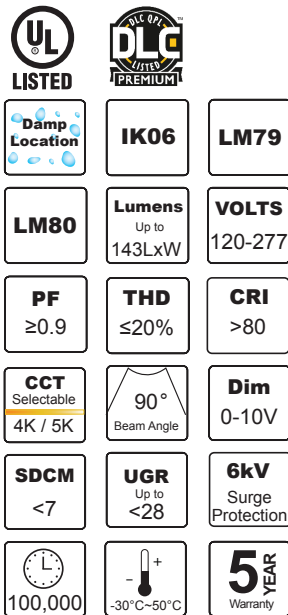 UL
LISTED
DLC QPL
DLC
LISTED
PREMIUM
TM
Damp
Location
IK06
LM79
LM80
Lumens
Up to
143LxW
VOLTS
120-277
PF
≥0.9
THD
≤20%
CRI
>80
CCT
Selectable
4K / 5K
90°
Beam Angle
Dim
0-10V
SDCM
<7
UGR
Up to
<28
6kV
Surge
Protection
100,000
- +
-30°C~50°C
5 YEAR
Warranty